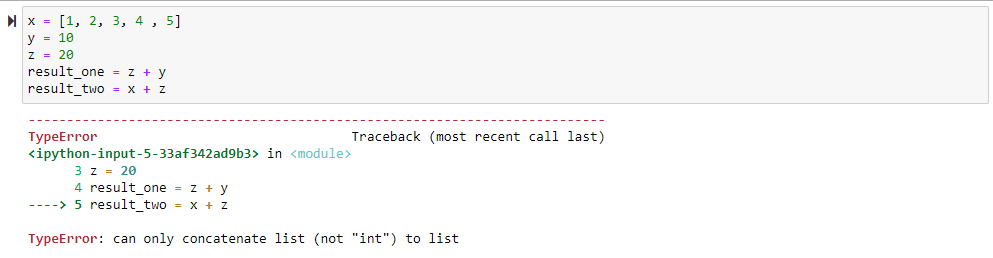 x = [1, 2, 3, 4 , 5]
y = 10
z = 20
result_one = z + y
result_two = x + z
---------------------------------------------------------------------------
TypeError                                 Traceback (most recent call last)
<ipython-input-5-33af342ad9b3> in <module>
      3 z = 20
      4 result_one = z + y
----> 5 result_two = x + z

TypeError: can only concatenate list (not "int") to list